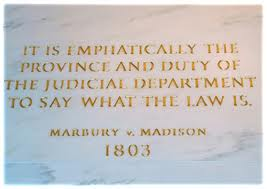 IT IS EMPHATICALLY THE
PROVINCE AND DUTY OF
THE JUDICIAL DEPARTMENT
TO SAY WHAT THE LAW IS.
MARBURY v. MADISON
1803